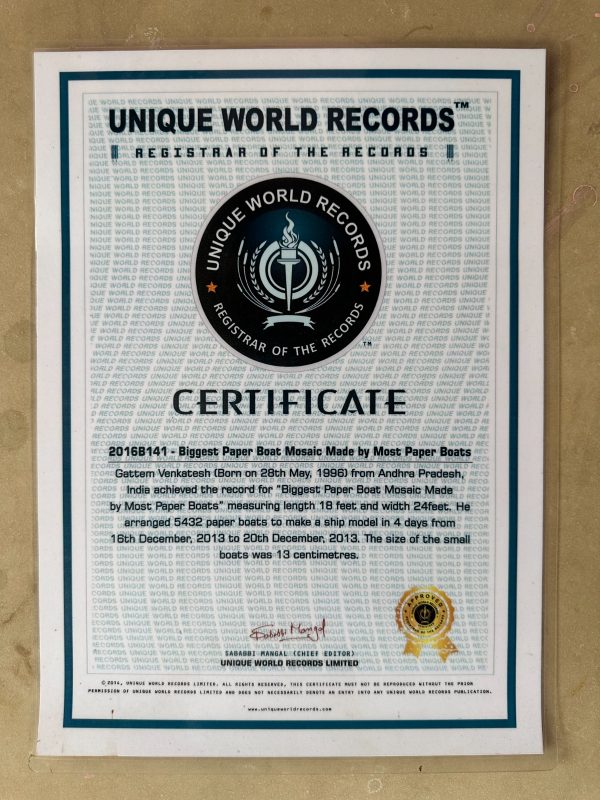 UNIQUE WORLD RECORDS™
REGISTRAR OF THE RECORDS
UNIQUE WORLD RECORDS
REGISTRAR OF THE RECORDS
TM
CERTIFICATE
2016B141 - Biggest Paper Boat Mosaic Made by Most Paper Boats
Gattem Venkatesh (Born on 28th May, 1996) from Andhra Pradesh,
India achieved the record for "Biggest Paper Boat Mosaic Made
by Most Paper Boats" measuring length 18 feet and width 24feet. He
arranged 5432 paper boats to make a ship model in 4 days from
16th December, 2013 to 20th December, 2013. The size of the small
boats was 13 centimetres.
Sababbi Mangal
SABABBI MANGAL (CHIEF EDITOR)
UNIQUE WORLD RECORDS LIMITED
APPROVED
© 2014, UNIQUE WORLD RECORDS LIMITED. ALL RIGHTS RESERVED, THIS CERTIFICATE MUST NOT BE REPRODUCED WITHOUT THE PRIOR
PERMISSION OF UNIQUE WORLD RECORDS LIMITED AND DOES NOT NECESSARILY DENOTE AN ENTRY INTO ANY UNIQUE WORLD RECORDS PUBLICATION.
www.uniqueworldrecords.com